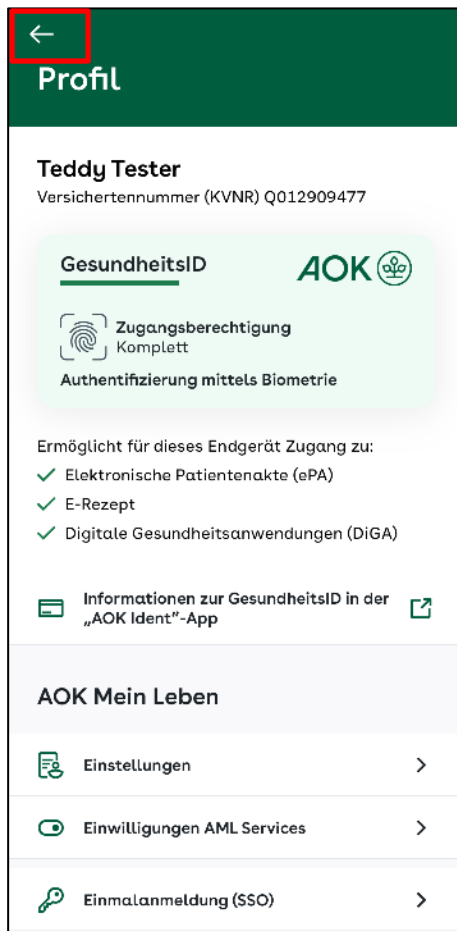 Profil
Teddy Tester
Versichertennummer (KVNR) Q012909477
GesundheitsID
AOK
Zugangsberechtigung
Komplett
Authentifizierung mittels Biometrie
Ermöglicht für dieses Endgerät Zugang zu:
Elektronische Patientenakte (ePA)
E-Rezept
Digitale Gesundheitsanwendungen (DiGA)
Informationen zur GesundheitsID in der
„AOK Ident"-App
AOK Mein Leben
Einstellungen
Einwilligungen AML Services
Einmalanmeldung (SSO)